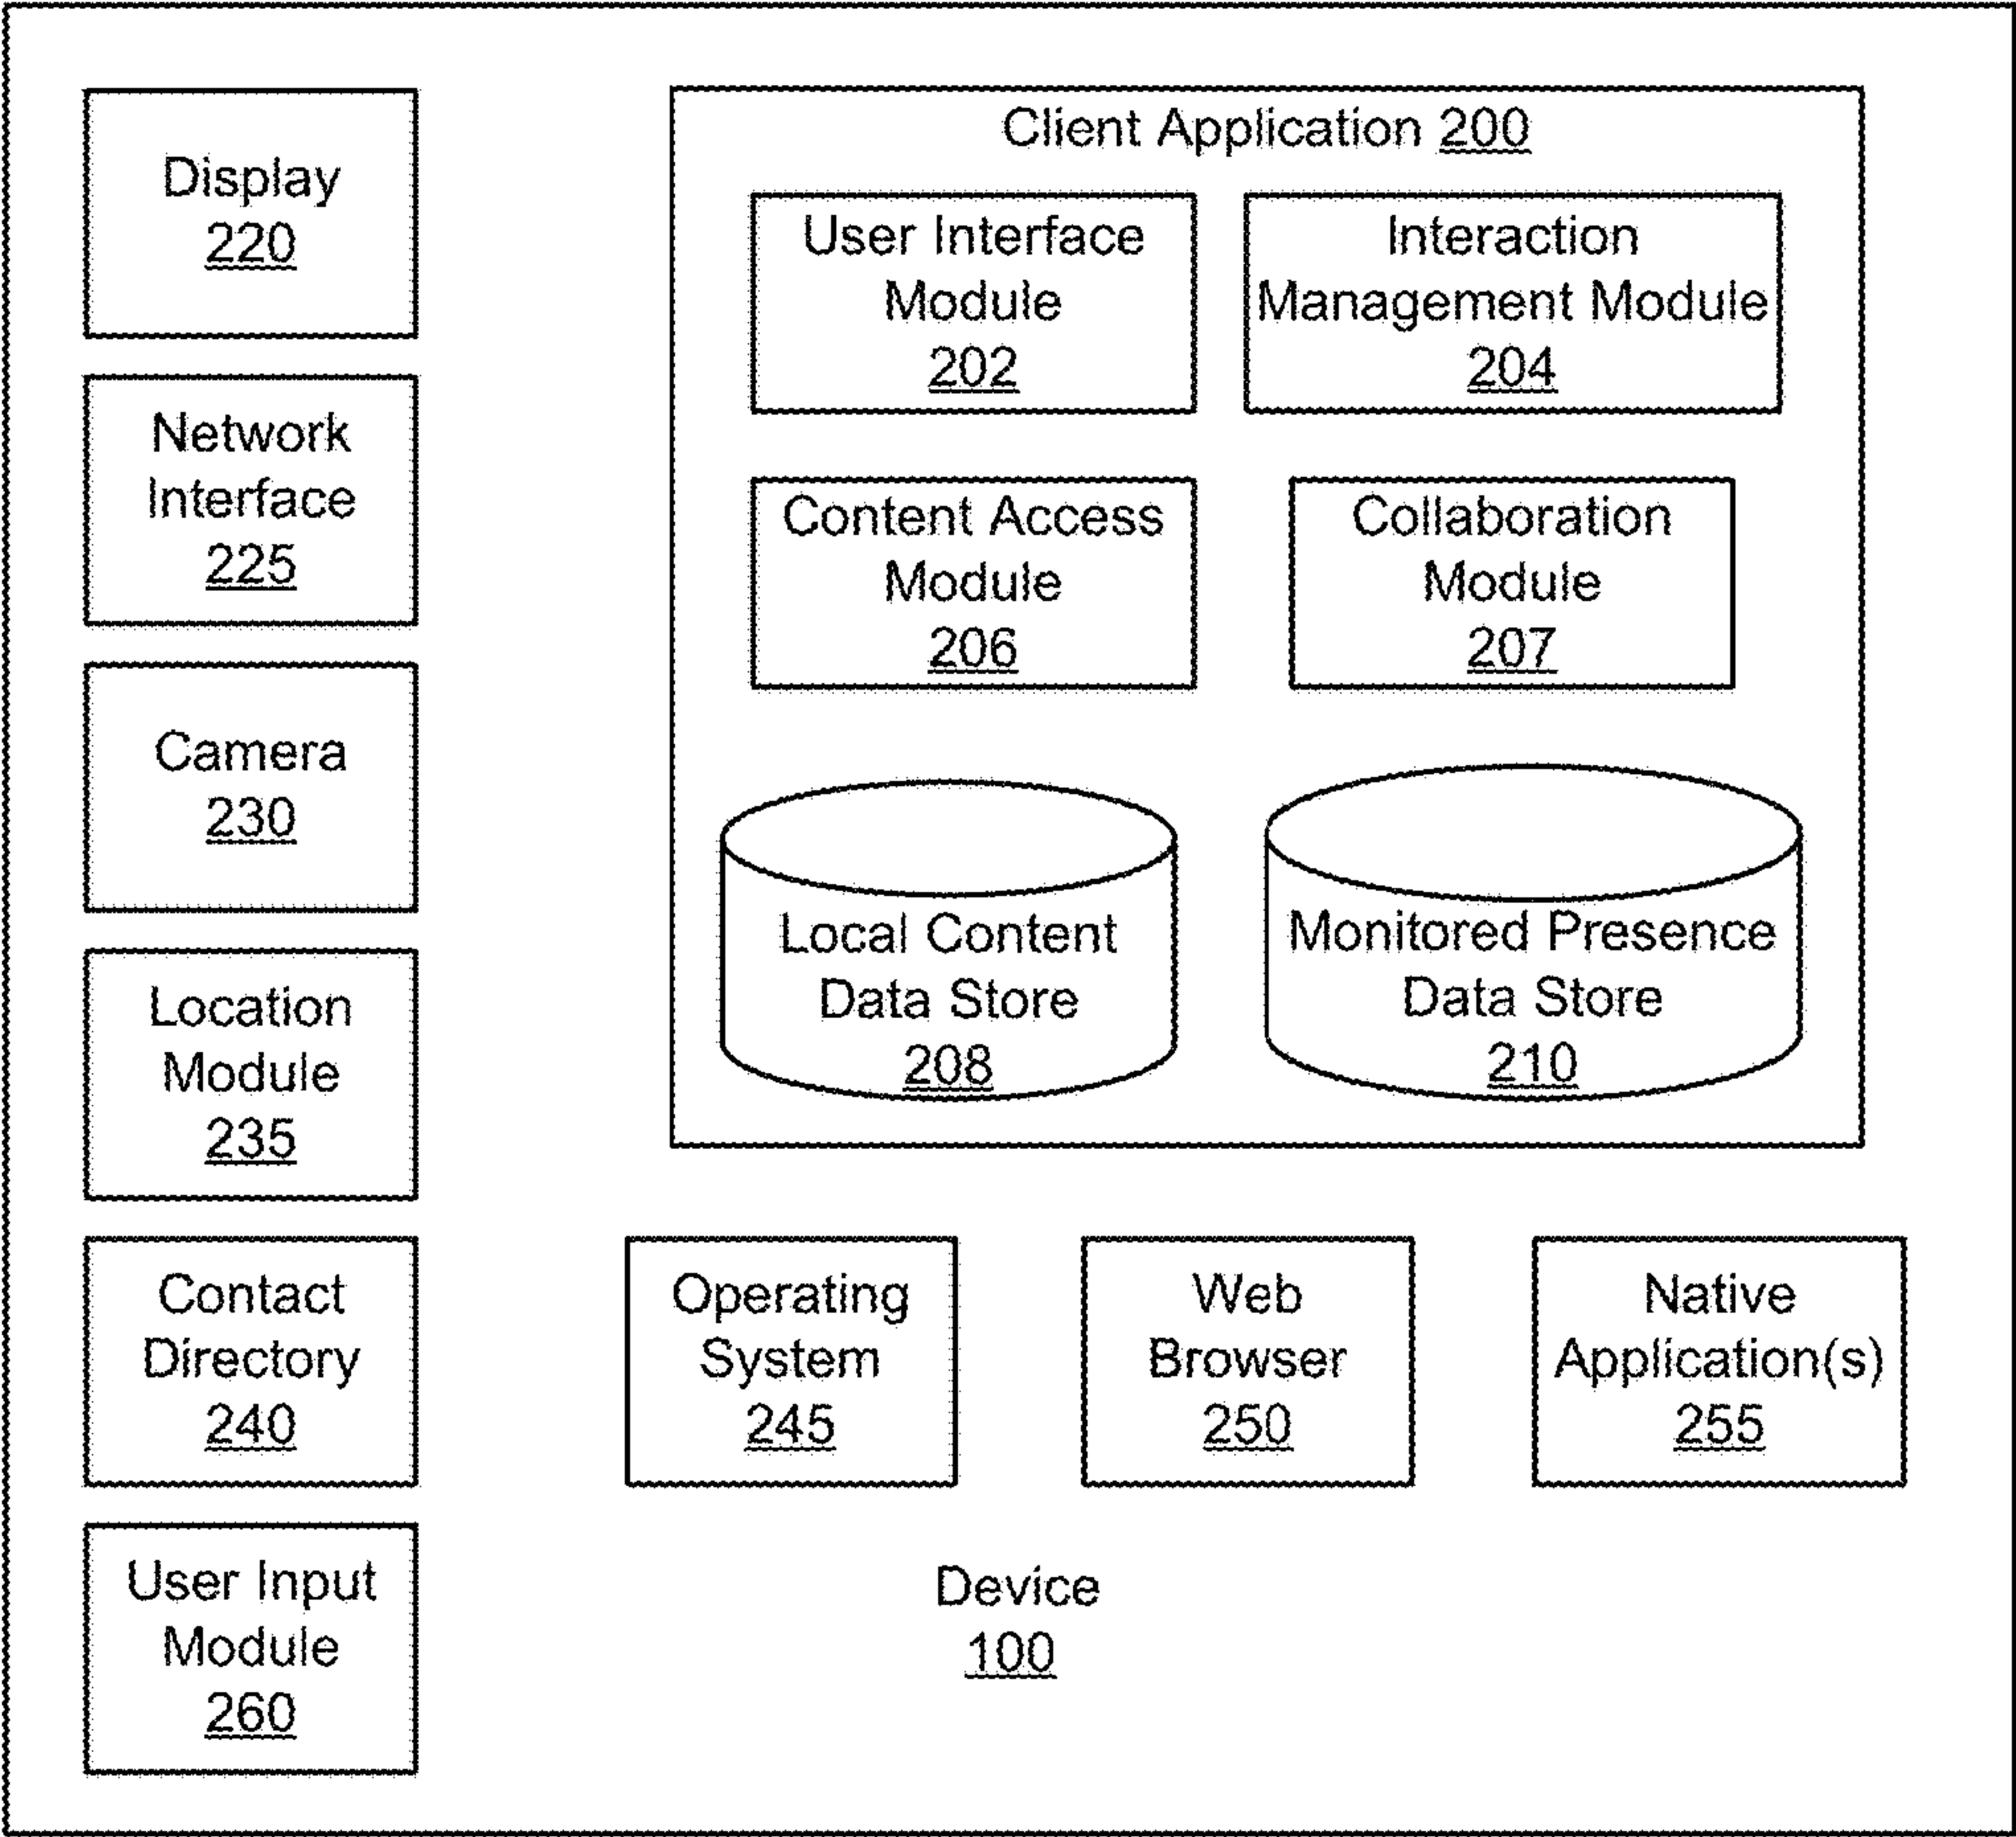 Display
220
Network
Interface
225
Camera
230
Location
Module
235
Contact
Directory
240
User Input
Module
260
Client Application 200
User Interface
Module
202
Interaction
Management Module
204
Content Access
Module
206
Collaboration
Module
207
Local Content
Data Store
208
Monitored Presence
Data Store
210
Operating
System
245
Web
Browser
250
Native
Application(s)
255
Device
100